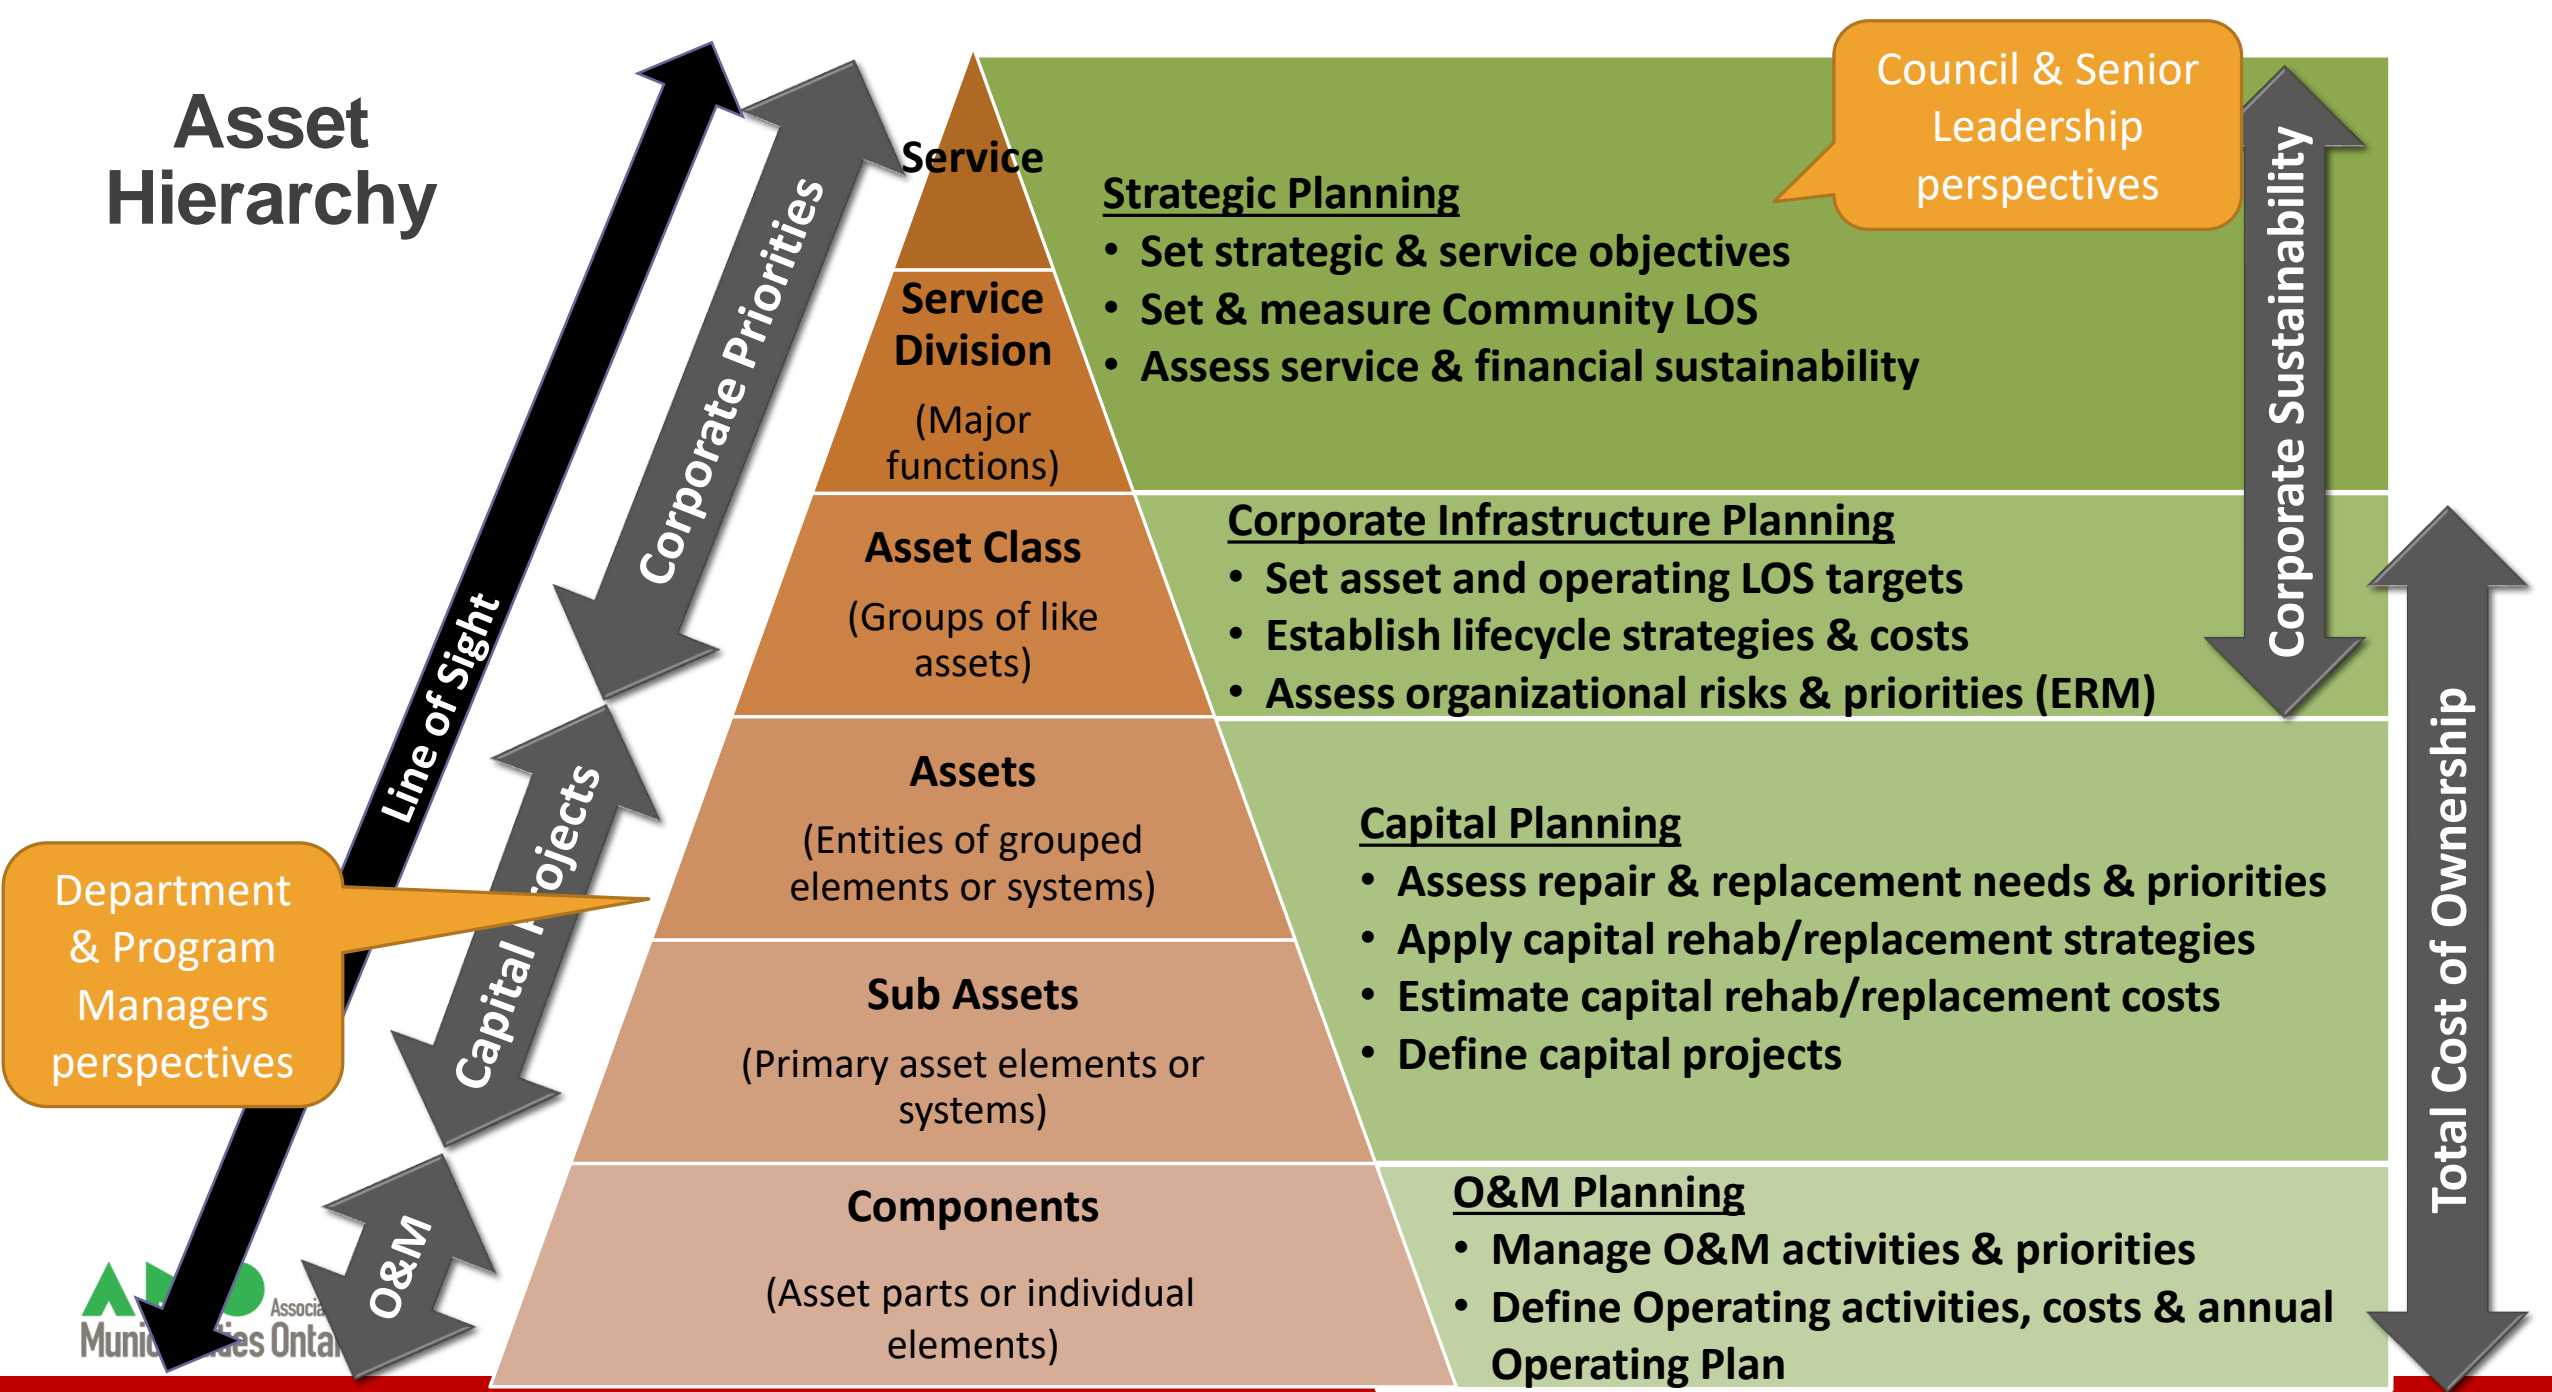 Asset
Hierarchy
Line of Sight
Corporate Priorities
Capital Projects
O&M
Department
& Program
Managers
perspectives
Service
Service
Division
(Major
functions)
Asset Class
(Groups of like
assets)
Assets
(Entities of grouped
elements or systems)
Sub Assets
(Primary asset elements or
systems)
Components
(Asset parts or individual
elements)
Council & Senior
Leadership
perspectives
Strategic Planning
• Set strategic & service objectives
• Set & measure Community LOS
• Assess service & financial sustainability
Corporate Infrastructure Planning
• Set asset and operating LOS targets
• Establish lifecycle strategies & costs
• Assess organizational risks & priorities (ERM)
Capital Planning
• Assess repair & replacement needs & priorities
• Apply capital rehab/replacement strategies
• Estimate capital rehab/replacement costs
• Define capital projects
O&M Planning
• Manage O&M activities & priorities
• Define Operating activities, costs & annual
Operating Plan
Corporate Sustainability
Total Cost of Ownership